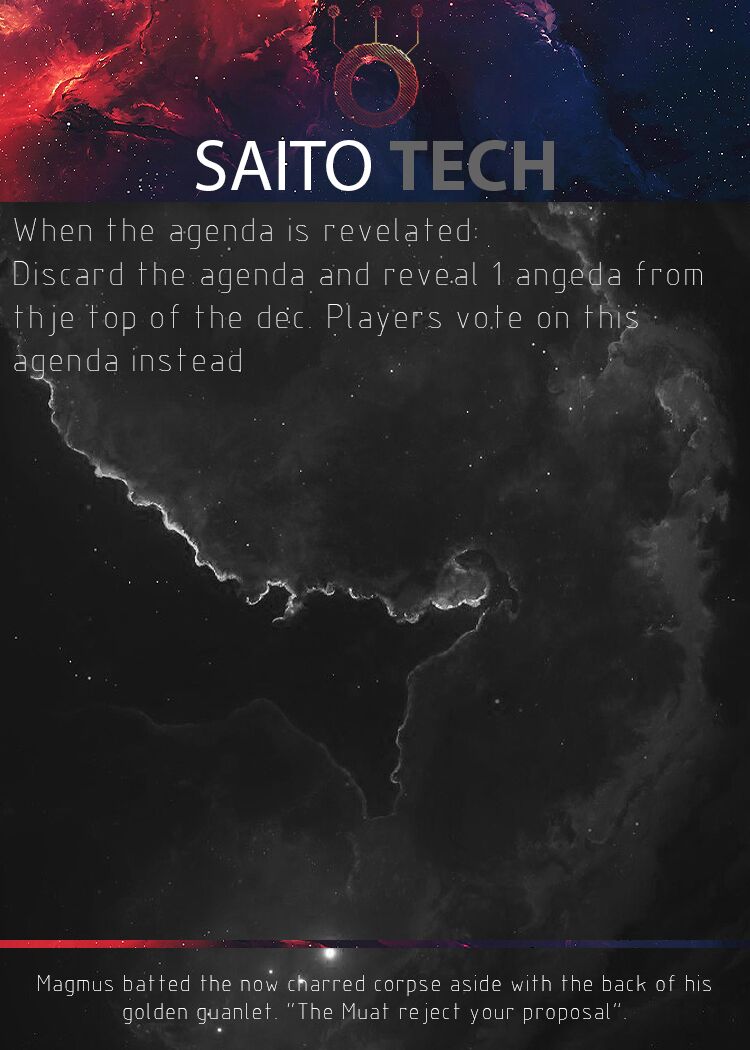 SAITO TECH
When the agenda is revelated:
Discard the agenda and reveal 1 angeda from
thje top of the dec. Players vote on this
agenda instead
Magmus batted the now charred corpse aside with the back of his
golden guanlet. "The Muat reject your proposal".